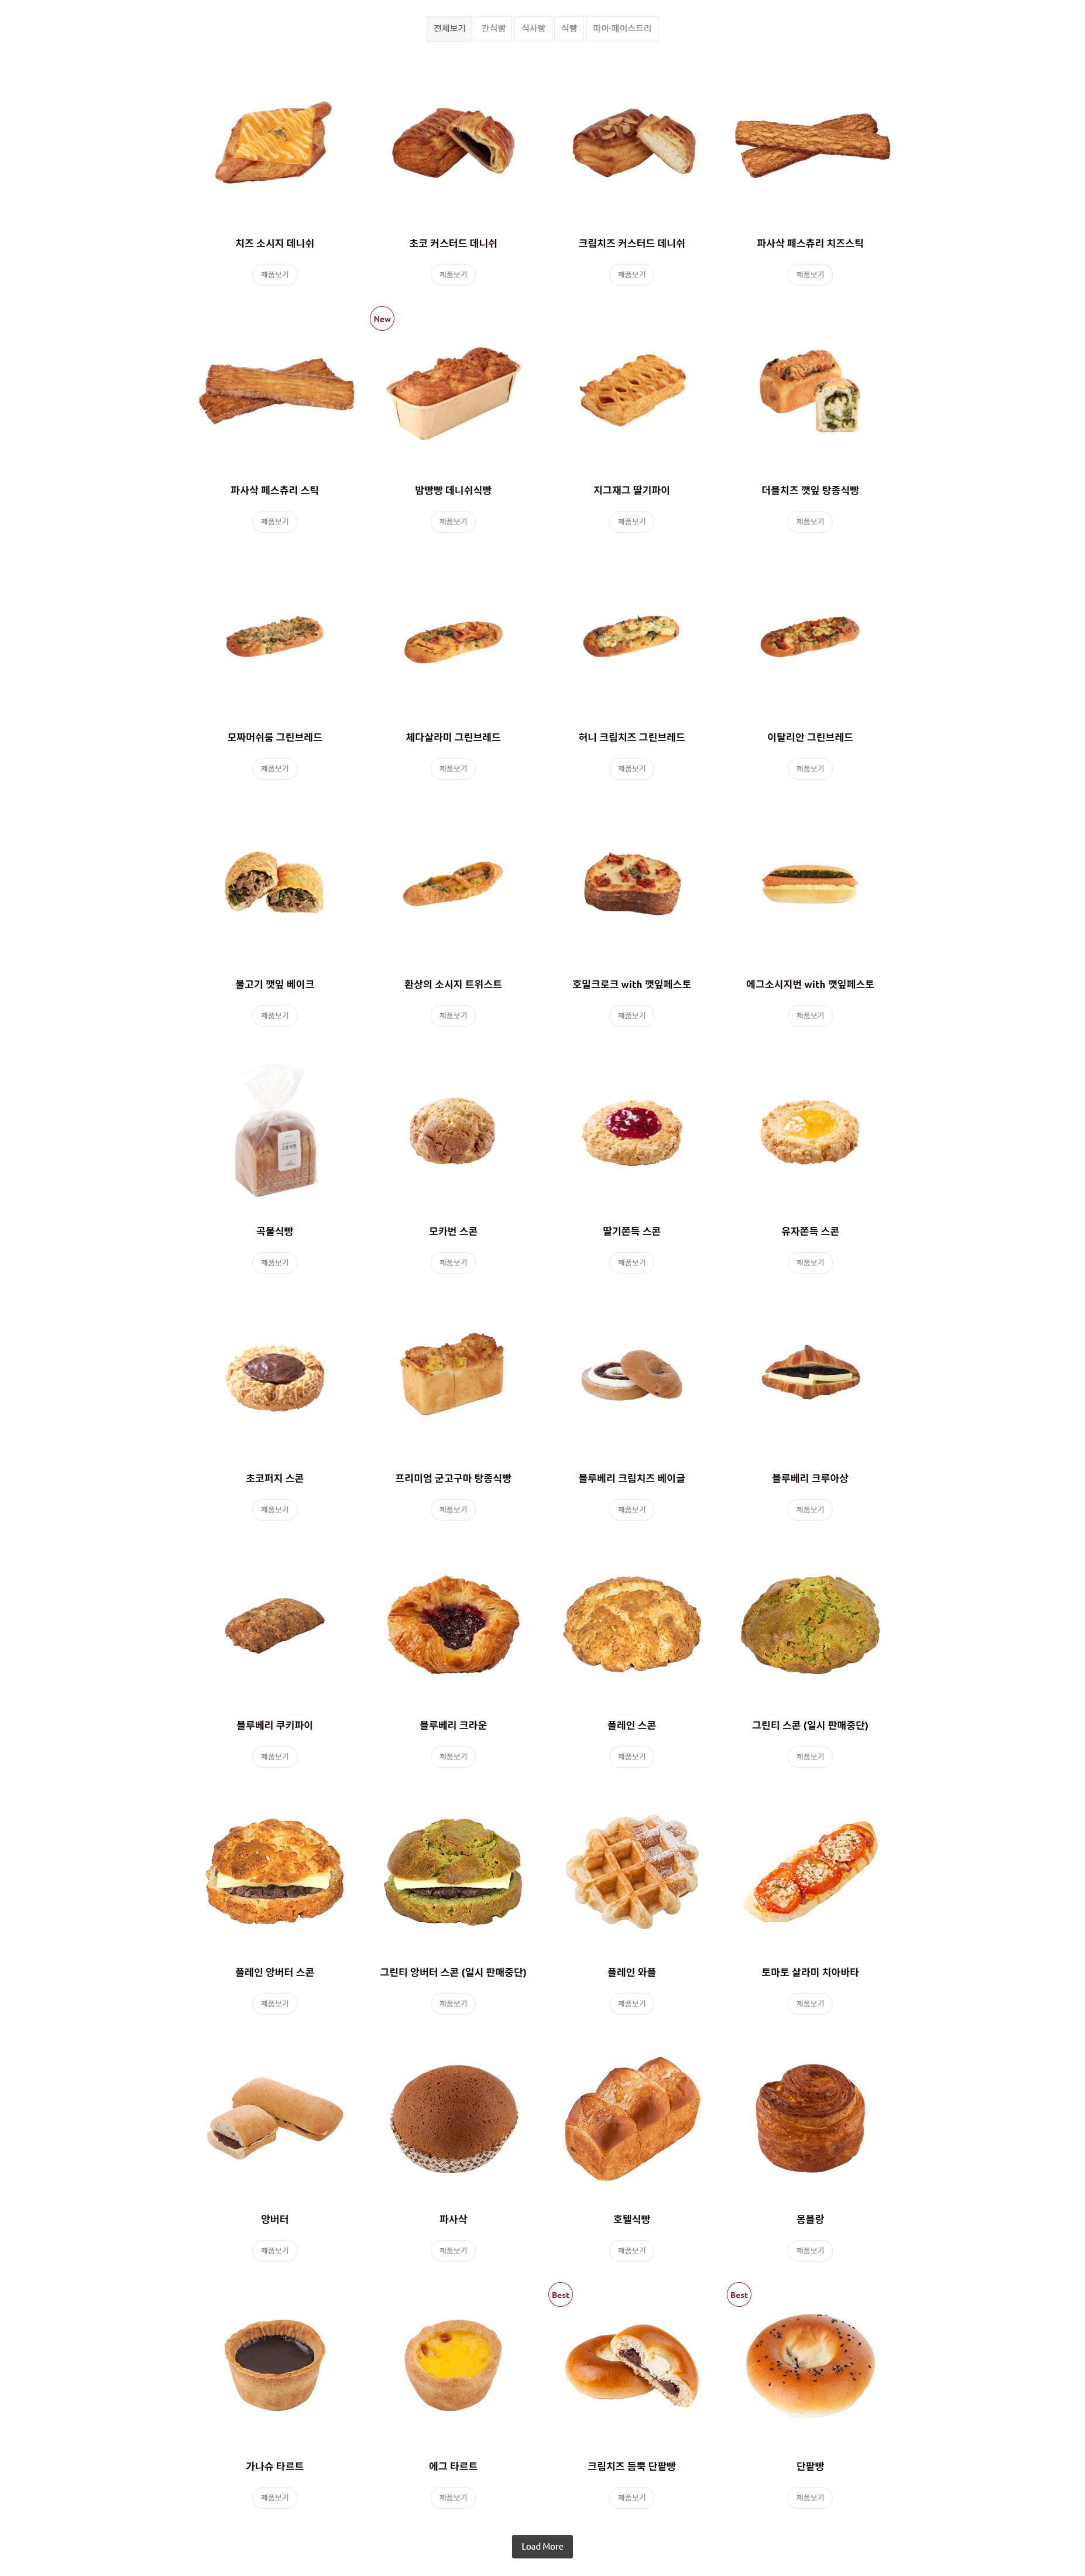 전체보기 간식빵 식사빵 식빵 파이·페이스트리
치즈 소시지 데니쉬 초코 커스터드 데니쉬 크림치즈 커스터드 데니쉬 파사삭 페스츄리 치즈스틱
제품보기 제품보기 제품보기 제품보기
New
파사삭 페스츄리 스틱 밤빵빵 데니쉬식빵 지그재그 딸기파이 더블치즈 깻잎 탕종식빵
제품보기 제품보기 제품보기 제품보기
모짜머쉬룸 그린브레드 체다살라미 그린브레드 허니 크림치즈 그린브레드 이탈리안 그린브레드
제품보기 제품보기 제품보기 제품보기
불고기 깻잎 베이크 환상의 소시지 트위스트 호밀크로크 with 깻잎페스토 에그소시지번 with 깻잎페스토
제품보기 제품보기 제품보기 제품보기
곡물식빵
곡물식빵 모카번 스콘 딸기쫀득 스콘 유자쫀득 스콘
제품보기 제품보기 제품보기 제품보기
초코퍼지 스콘 프리미엄 군고구마 탕종식빵 블루베리 크림치즈 베이글 블루베리 크루아상
제품보기 제품보기 제품보기 제품보기
블루베리 쿠키파이 블루베리 크라운 플레인 스콘 그린티 스콘 (일시 판매중단)
제품보기 제품보기 제품보기 제품보기
플레인 앙버터 스콘 그린티 앙버터 스콘 (일시 판매중단) 플레인 와플 토마토 살라미 치아바타
제품보기 제품보기 제품보기 제품보기
앙버터 파사삭 호텔식빵 몽블랑
제품보기 제품보기 제품보기 제품보기
Best Best
가나슈 타르트 에그 타르트 크림치즈 듬뿍 단팥빵 단팥빵
제품보기 제품보기 제품보기 제품보기
Load More